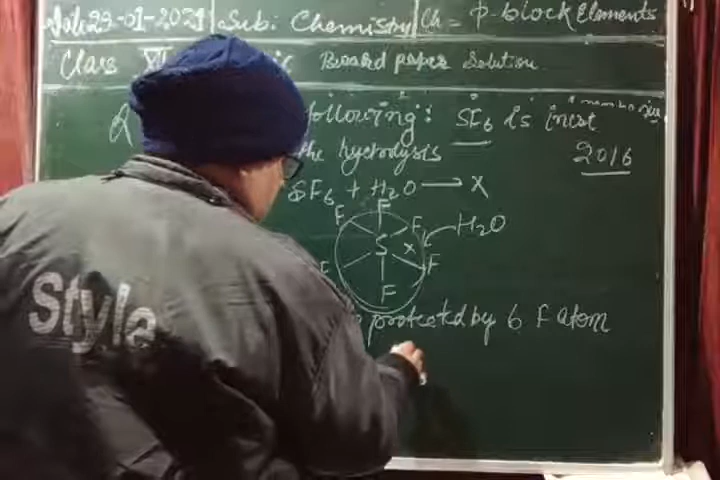 29-01-2021 Sub: Chemistry Ch = P-block Elements
Class XII Board paper Solution
following: SF6 is inert
the hydrolysis 2016
SF6 + H2O → X
F F F H2O
S X
F F
F
protected by 6 F atom
Style